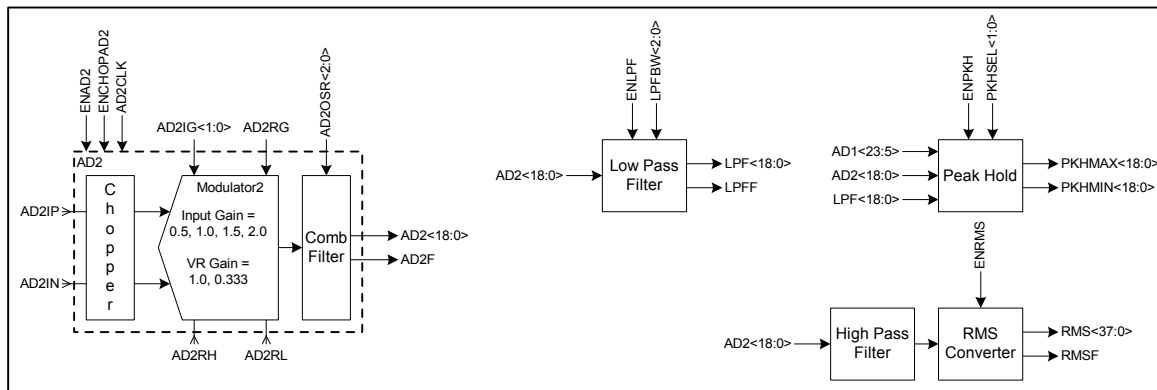 ENAD2
ENCHOPAD2
AD2CLK
AD2OSR<2:0>
AD2IG<1:0>
AD2RG
AD2
Chopper
Modulator2
Input Gain =
0.5, 1.0, 1.5, 2.0
VR Gain =
1.0, 0.333
Comb
Filter
AD2IP
AD2IN
AD2<18:0>
AD2F
AD2RH
AD2RL
ENLPF
LPFBW<2:0>
AD2<18:0>
Low Pass
Filter
LPF<18:0>
LPFF
ENPKH
PKHSEL<1:0>
AD1<23:5>
AD2<18:0>
LPF<18:0>
Peak Hold
PKHMAX<18:0>
PKHMIN<18:0>
ENRMS
AD2<18:0>
High Pass
Filter
RMS
Converter
RMS<37:0>
RMSF